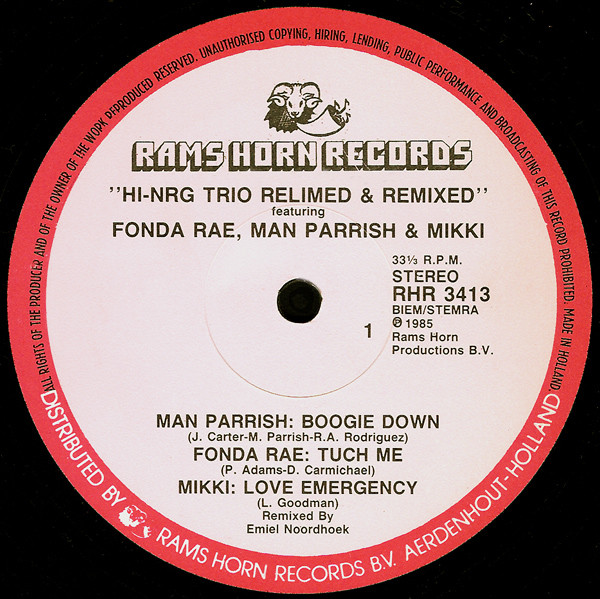 ALL RIGHTS OF THE PRODUCER AND OF THE OWNER OF THE WORK REPRODUCED RESERVED. UNAUTHORISED COPYING, HIRING, LENDING, PUBLIC PERFORMANCE AND BROADCASTING OF THIS RECORD PROHIBITED. MADE IN HOLLAND
RAMS HORN RECORDS
"HI-NRG TRIO RELIMED & REMIXED"
featuring
FONDA RAE, MAN PARRISH & MIKKI
33⅓ R.P.M.
STEREO
RHR 3413
BIEM/STEMRA
℗ 1985
Rams Horn
Productions B.V.
1
MAN PARRISH: BOOGIE DOWN
(J. Carter-M. Parrish-R.A. Rodriguez)
FONDA RAE: TUCH ME
(P. Adams-D. Carmichael)
MIKKI: LOVE EMERGENCY
(L. Goodman)
Remixed By
Emiel Noordhoek
DISTRIBUTED BY RAMS HORN RECORDS B.V. AERDENHOUT-HOLLAND